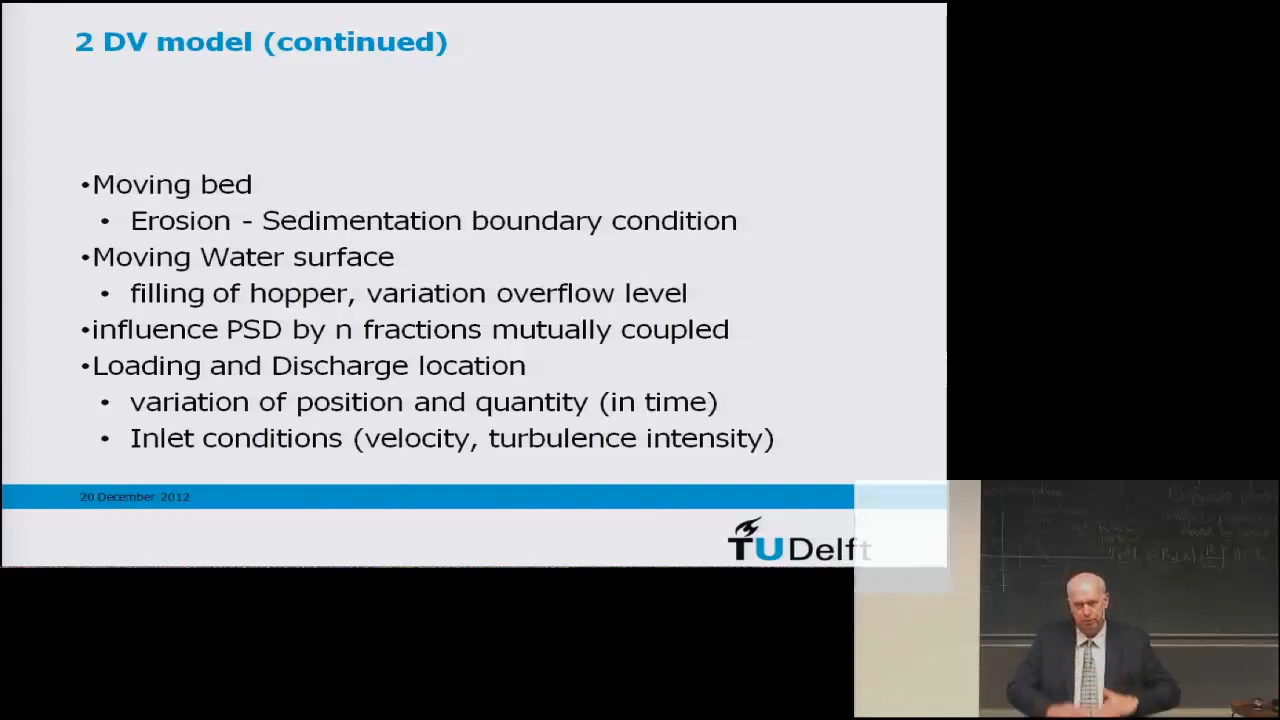 2 DV model (continued)
•Moving bed
• Erosion - Sedimentation boundary condition
•Moving Water surface
• filling of hopper, variation overflow level
•influence PSD by n fractions mutually coupled
•Loading and Discharge location
• variation of position and quantity (in time)
• Inlet conditions (velocity, turbulence intensity)
20 December 2012
TU Delft